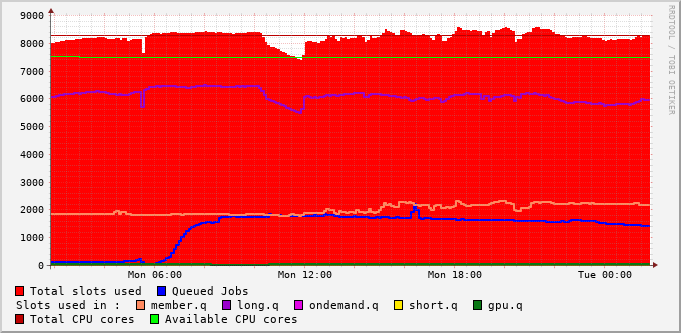 RRDTOOL / TOBI OETIKER
9000
8000
7000
6000
5000
4000
3000
2000
1000
0
Mon 06:00 Mon 12:00 Mon 18:00 Tue 00:00
Total slots used Queued Jobs
Slots used in : member.q long.q ondemand.q short.q gpu.q
Total CPU cores Available CPU cores